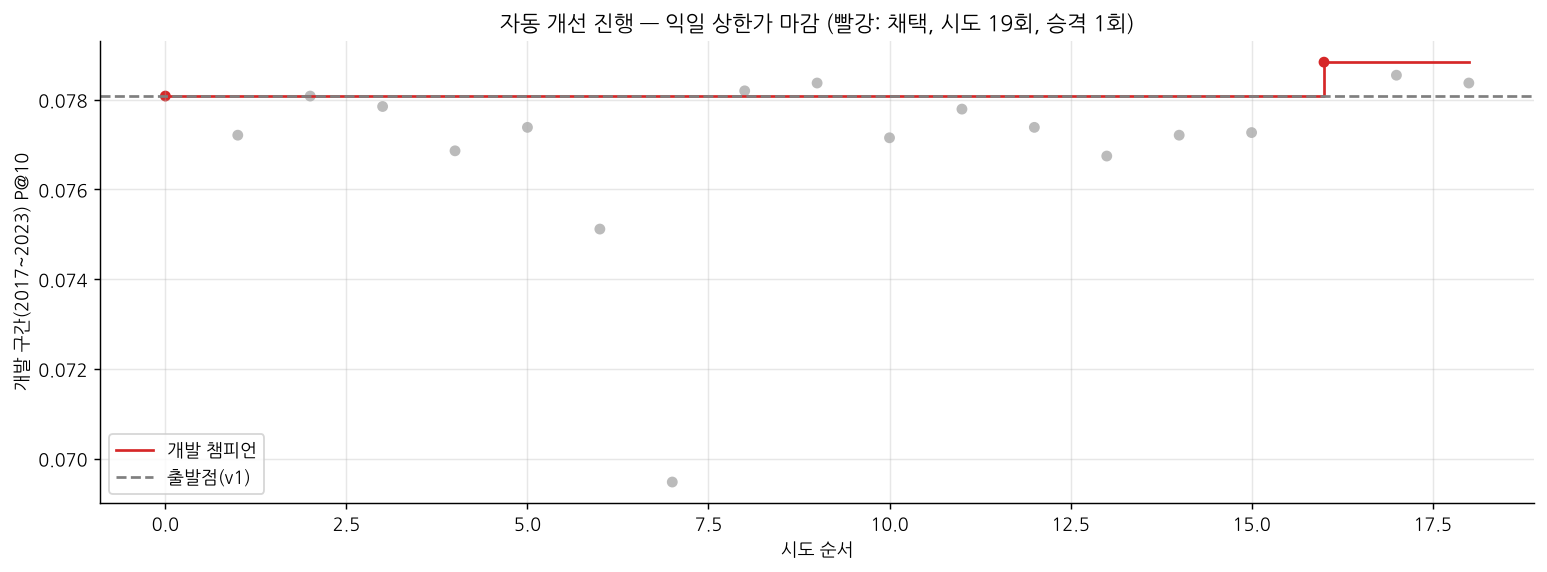 자동 개선 진행 — 익일 상한가 마감 (빨강: 채택, 시도 19회, 승격 1회)
개발 구간(2017~2023) P@10
0.078
0.076
0.074
0.072
0.070
개발 챔피언
출발점(v1)
0.0
2.5
5.0
7.5
10.0
12.5
15.0
17.5
시도 순서